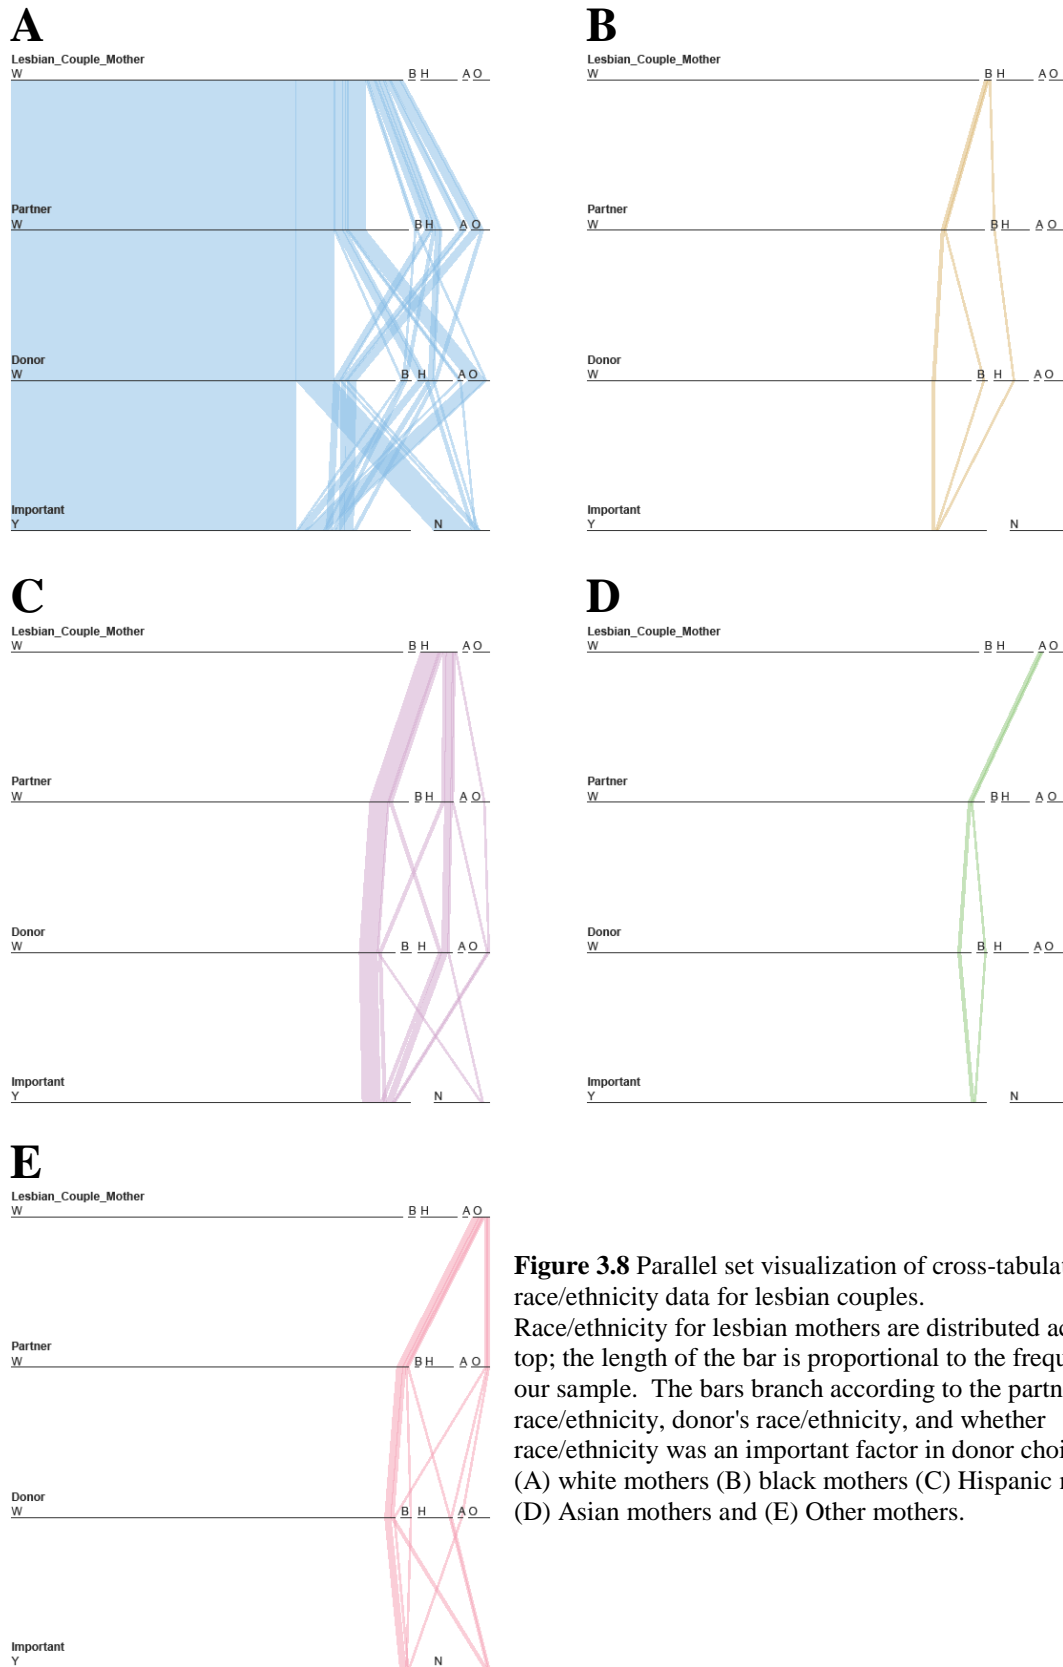 A
Lesbian_Couple_Mother
W B H A O
Partner
W B H A O
Donor
W B H A O
Important
Y N
B
Lesbian_Couple_Mother
W B H A O
Partner
W B H A O
Donor
W B H A O
Important
Y N
C
Lesbian_Couple_Mother
W B H A O
Partner
W B H A O
Donor
W B H A O
Important
Y N
D
Lesbian_Couple_Mother
W B H A O
Partner
W B H A O
Donor
W B H A O
Important
Y N
E
Lesbian_Couple_Mother
W B H A O
Partner
W B H A O
Donor
W B H A O
Important
Y N
Figure 3.8 Parallel set visualization of cross-tabulat
race/ethnicity data for lesbian couples.
Race/ethnicity for lesbian mothers are distributed ac
top; the length of the bar is proportional to the frequ
our sample. The bars branch according to the partn
race/ethnicity, donor's race/ethnicity, and whether
race/ethnicity was an important factor in donor choi
(A) white mothers (B) black mothers (C) Hispanic
(D) Asian mothers and (E) Other mothers.